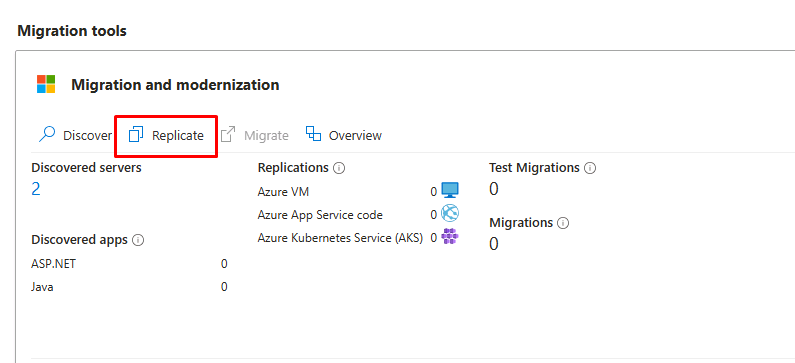 Migration tools
Migration and modernization
Discover Replicate Migrate Overview
Discovered servers
2
Discovered apps
ASP.NET 0
Java 0
Replications
Azure VM 0
Azure App Service code 0
Azure Kubernetes Service (AKS) 0
Test Migrations
0
Migrations
0